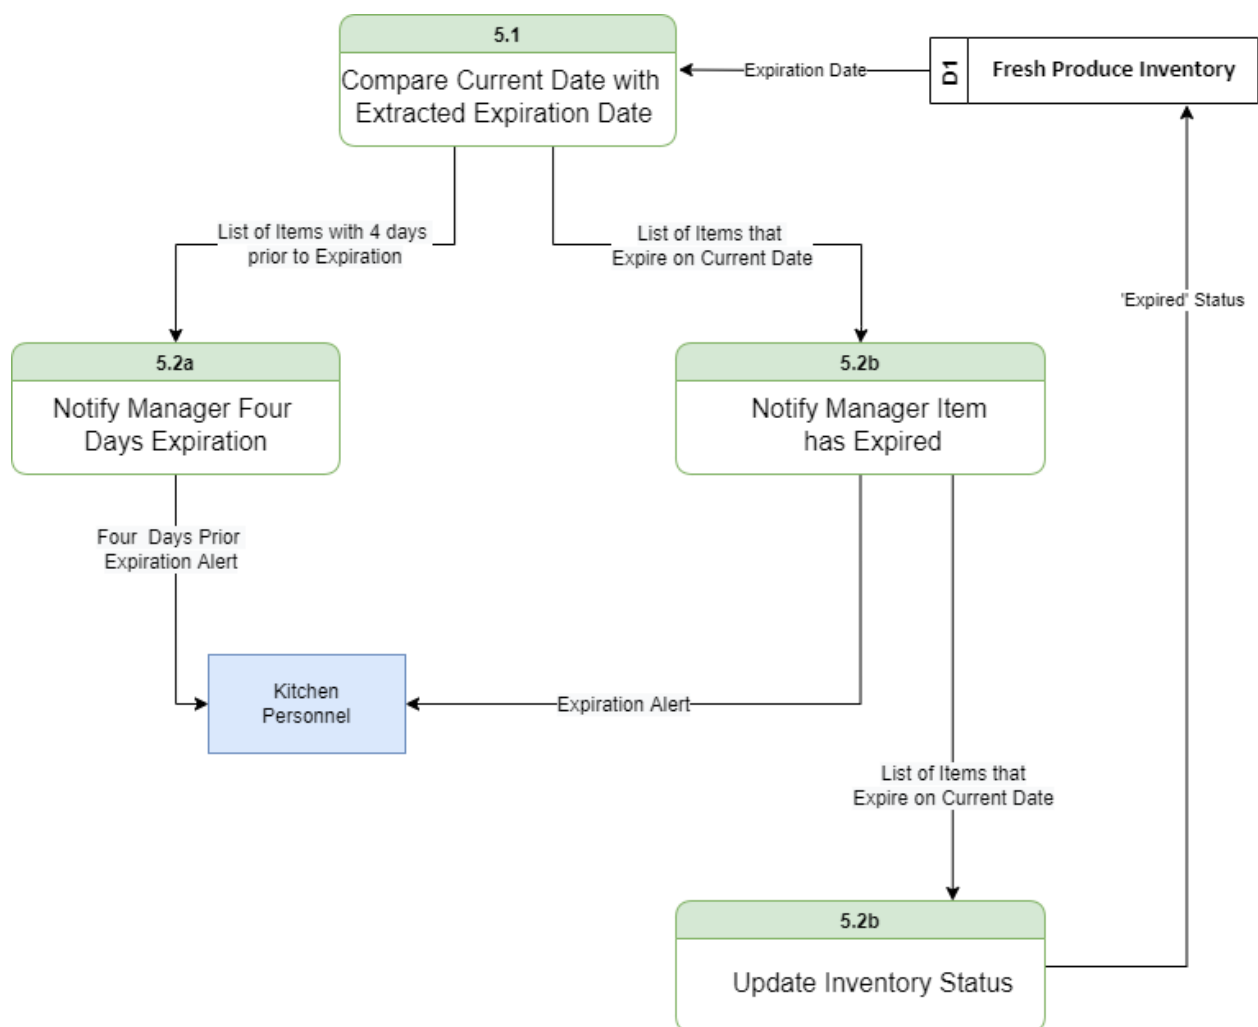 5.1
Compare Current Date with
Extracted Expiration Date
Expiration Date
D1
Fresh Produce Inventory
List of Items with 4 days
prior to Expiration
List of Items that
Expire on Current Date
'Expired' Status
5.2a
Notify Manager Four
Days Expiration
5.2b
Notify Manager Item
has Expired
Four Days Prior
Expiration Alert
Kitchen
Personnel
Expiration Alert
List of Items that
Expire on Current Date
5.2b
Update Inventory Status